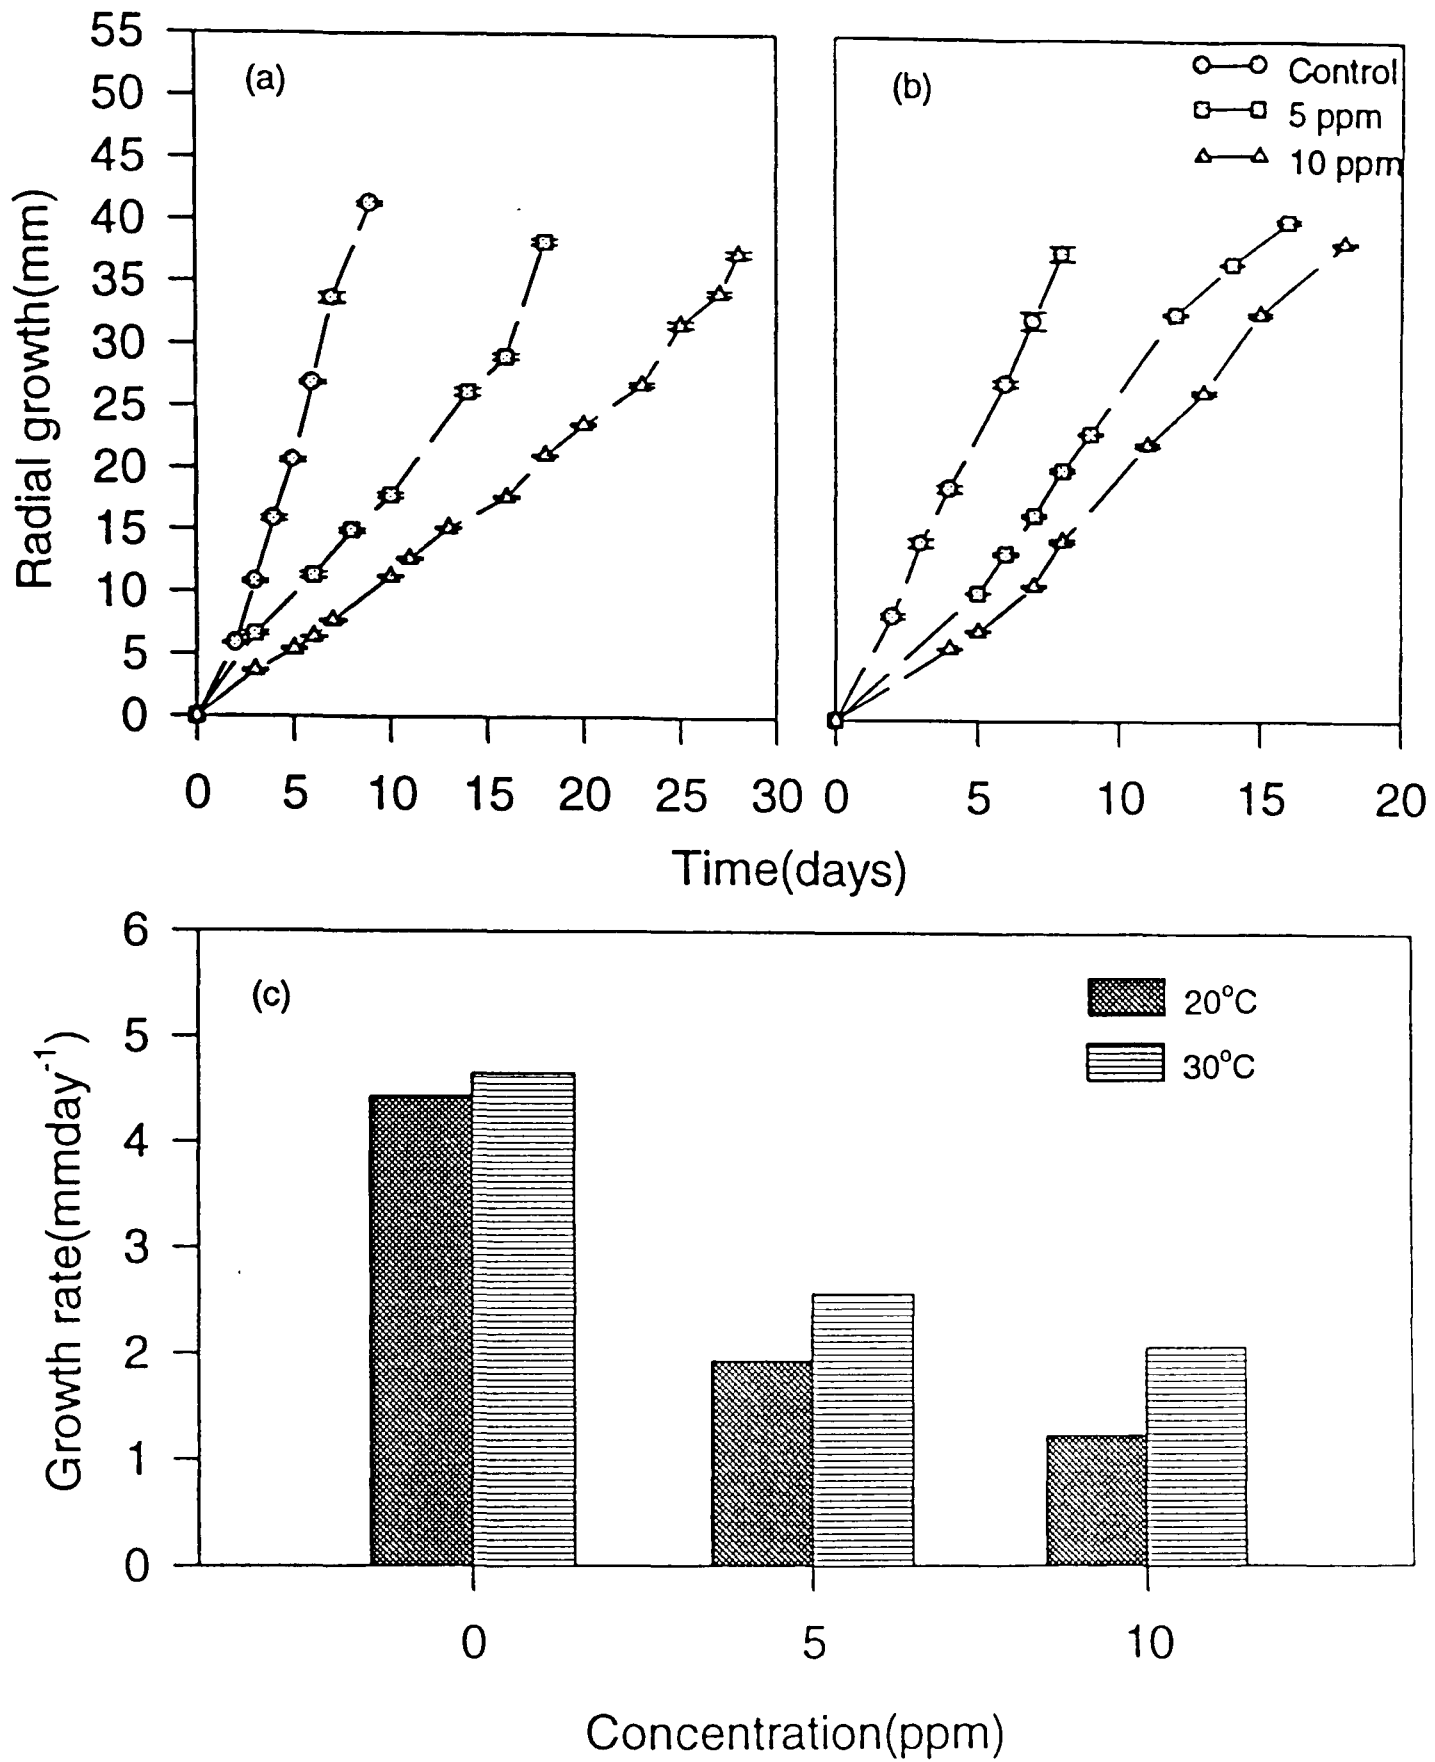 55
50
45
40
35
30
25
20
15
10
5
0
Radial growth(mm)
(a)
(b)
Control
5 ppm
10 ppm
0 5 10 15 20 25 30
0 5 10 15 20
Time(days)
6
5
4
3
2
1
0
Growth rate(mmday⁻¹)
(c)
20°C
30°C
0 5 10
Concentration(ppm)